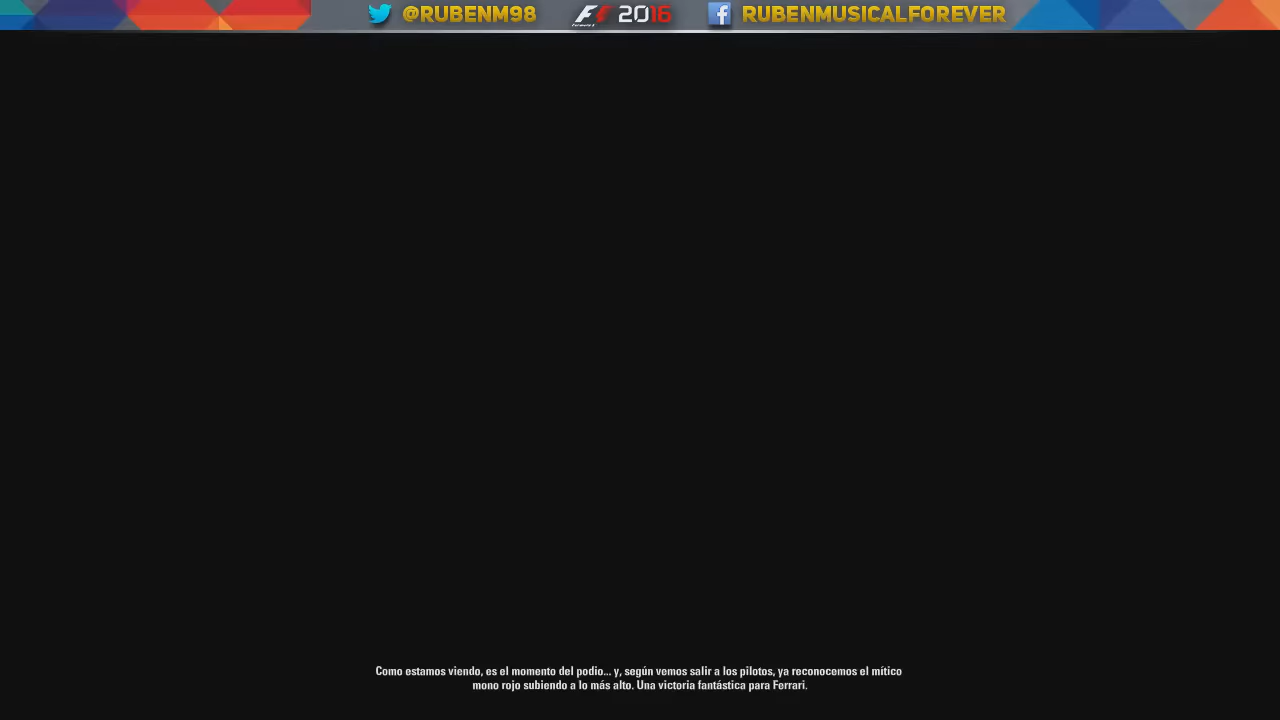 @RUBENM98 F1 2016 RUBENMUSICALFOREVER
Como estamos viendo, es el momento del podio... y, según vemos salir a los pilotos, ya reconocemos el mítico
mono rojo subiendo a lo más alto. Una victoria fantástica para Ferrari.